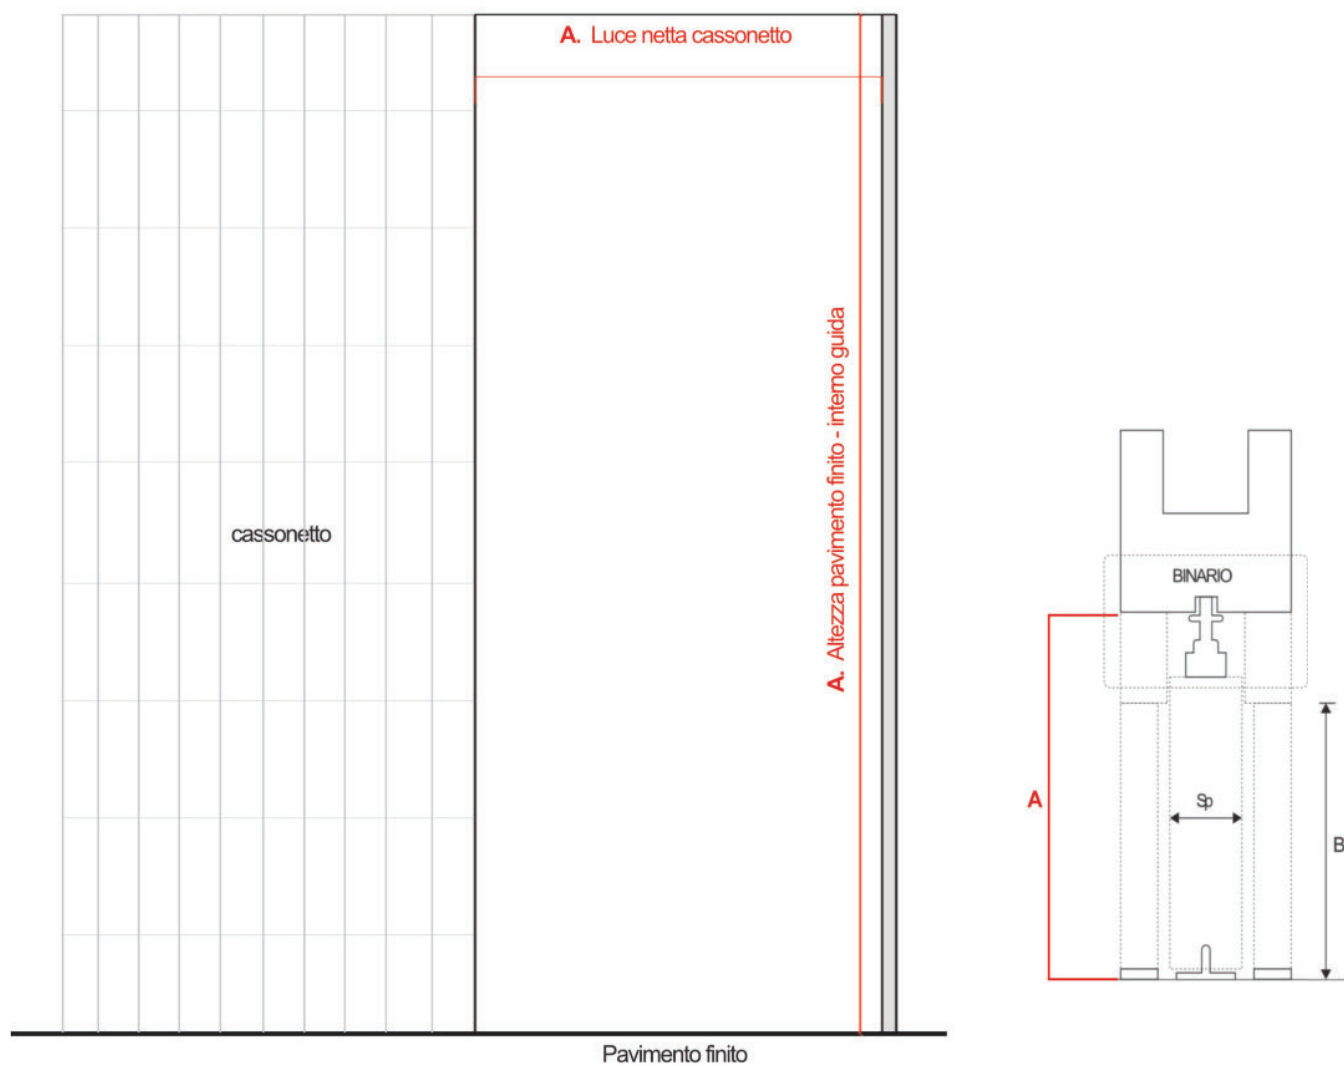 A. Luce netta cassonetto
A. Altezza pavimento finito - interno guida
cassonetto
Pavimento finito
BINARIO
A
Sp
B